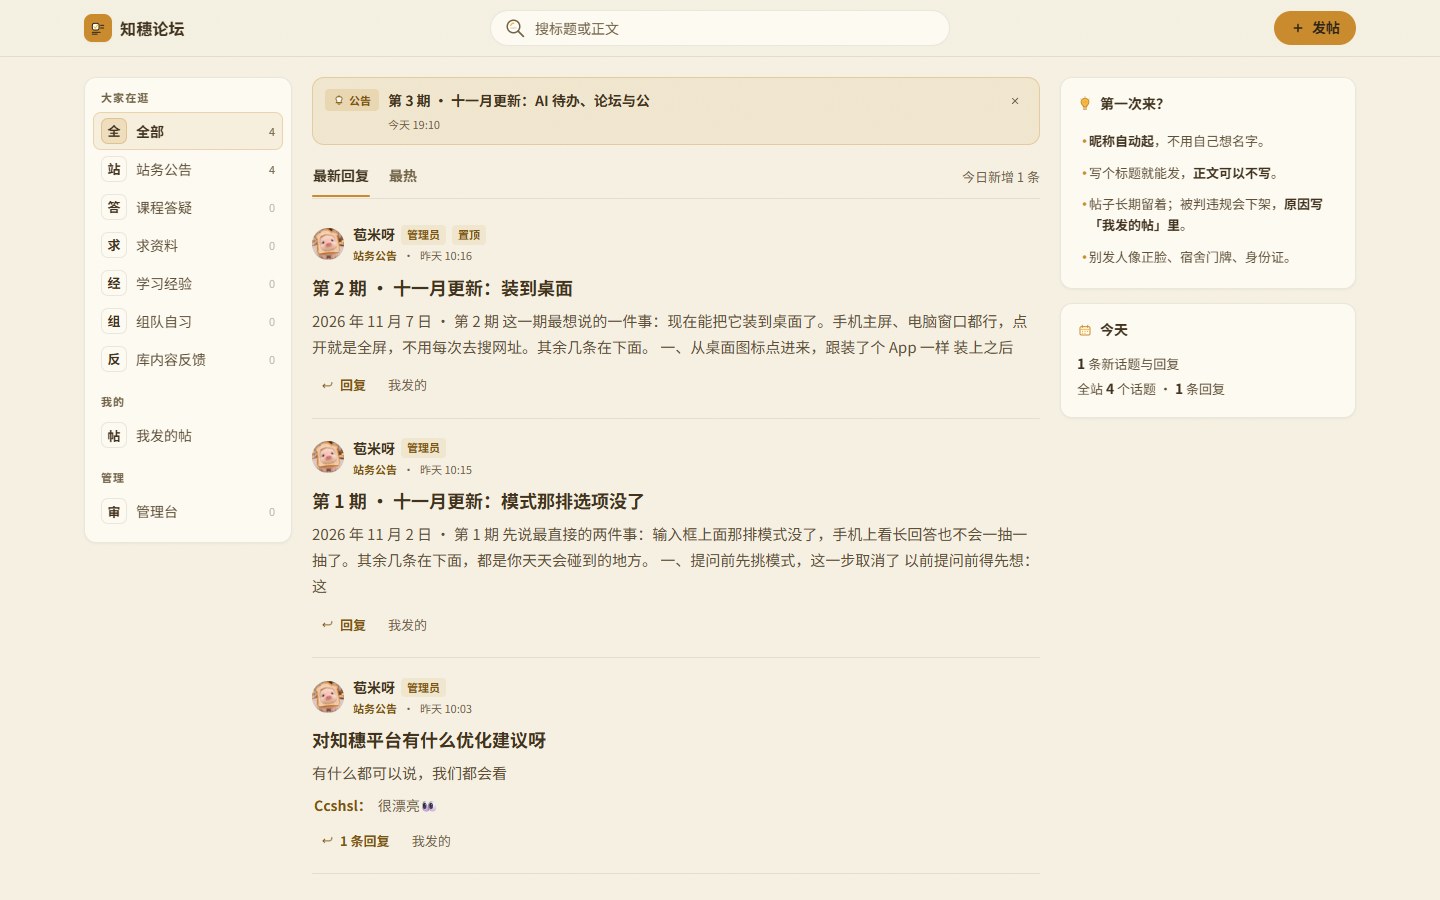 知穗论坛
搜标题或正文
+ 发帖
大家在逛
全 全部 4
站 站务公告 4
答 课程答疑 0
求 求资料 0
经 学习经验 0
组 组队自习 0
反 库内容反馈 0
我的
帖 我发的帖
管理
审 管理台 0
公告 第 3 期 · 十一月更新：AI 待办、论坛与公 ×
今天 19:10
最新回复 最热 今日新增 1 条
苞米呀 管理员 置顶
站务公告 · 昨天 10:16
第 2 期 · 十一月更新：装到桌面
2026 年 11 月 7 日 · 第 2 期 这一期最想说的一件事：现在能把它装到桌面了。手机主屏、电脑窗口都行，点
开就是全屏，不用每次去搜网址。其余几条在下面。 一、从桌面图标点进来，跟装了个 App 一样 装上之后
回复 我发的
苞米呀 管理员
站务公告 · 昨天 10:15
第 1 期 · 十一月更新：模式那排选项没了
2026 年 11 月 2 日 · 第 1 期 先说最直接的两件事：输入框上面那排模式没了，手机上看长回答也不会一抽一
抽了。其余几条在下面，都是你天天会碰到的地方。 一、提问前先挑模式，这一步取消了 以前提问前得先想：
这
回复 我发的
苞米呀 管理员
站务公告 · 昨天 10:03
对知穗平台有什么优化建议呀
有什么都可以说，我们都会看
Ccshsl： 很漂亮👀
1 条回复 我发的
第一次来？
• 昵称自动起，不用自己想名字。
• 写个标题就能发，正文可以不写。
• 帖子长期留着；被判违规会下架，原因写
「我发的帖」里。
• 别发人像正脸、宿舍门牌、身份证。
今天
1 条新话题与回复
全站 4 个话题 · 1 条回复